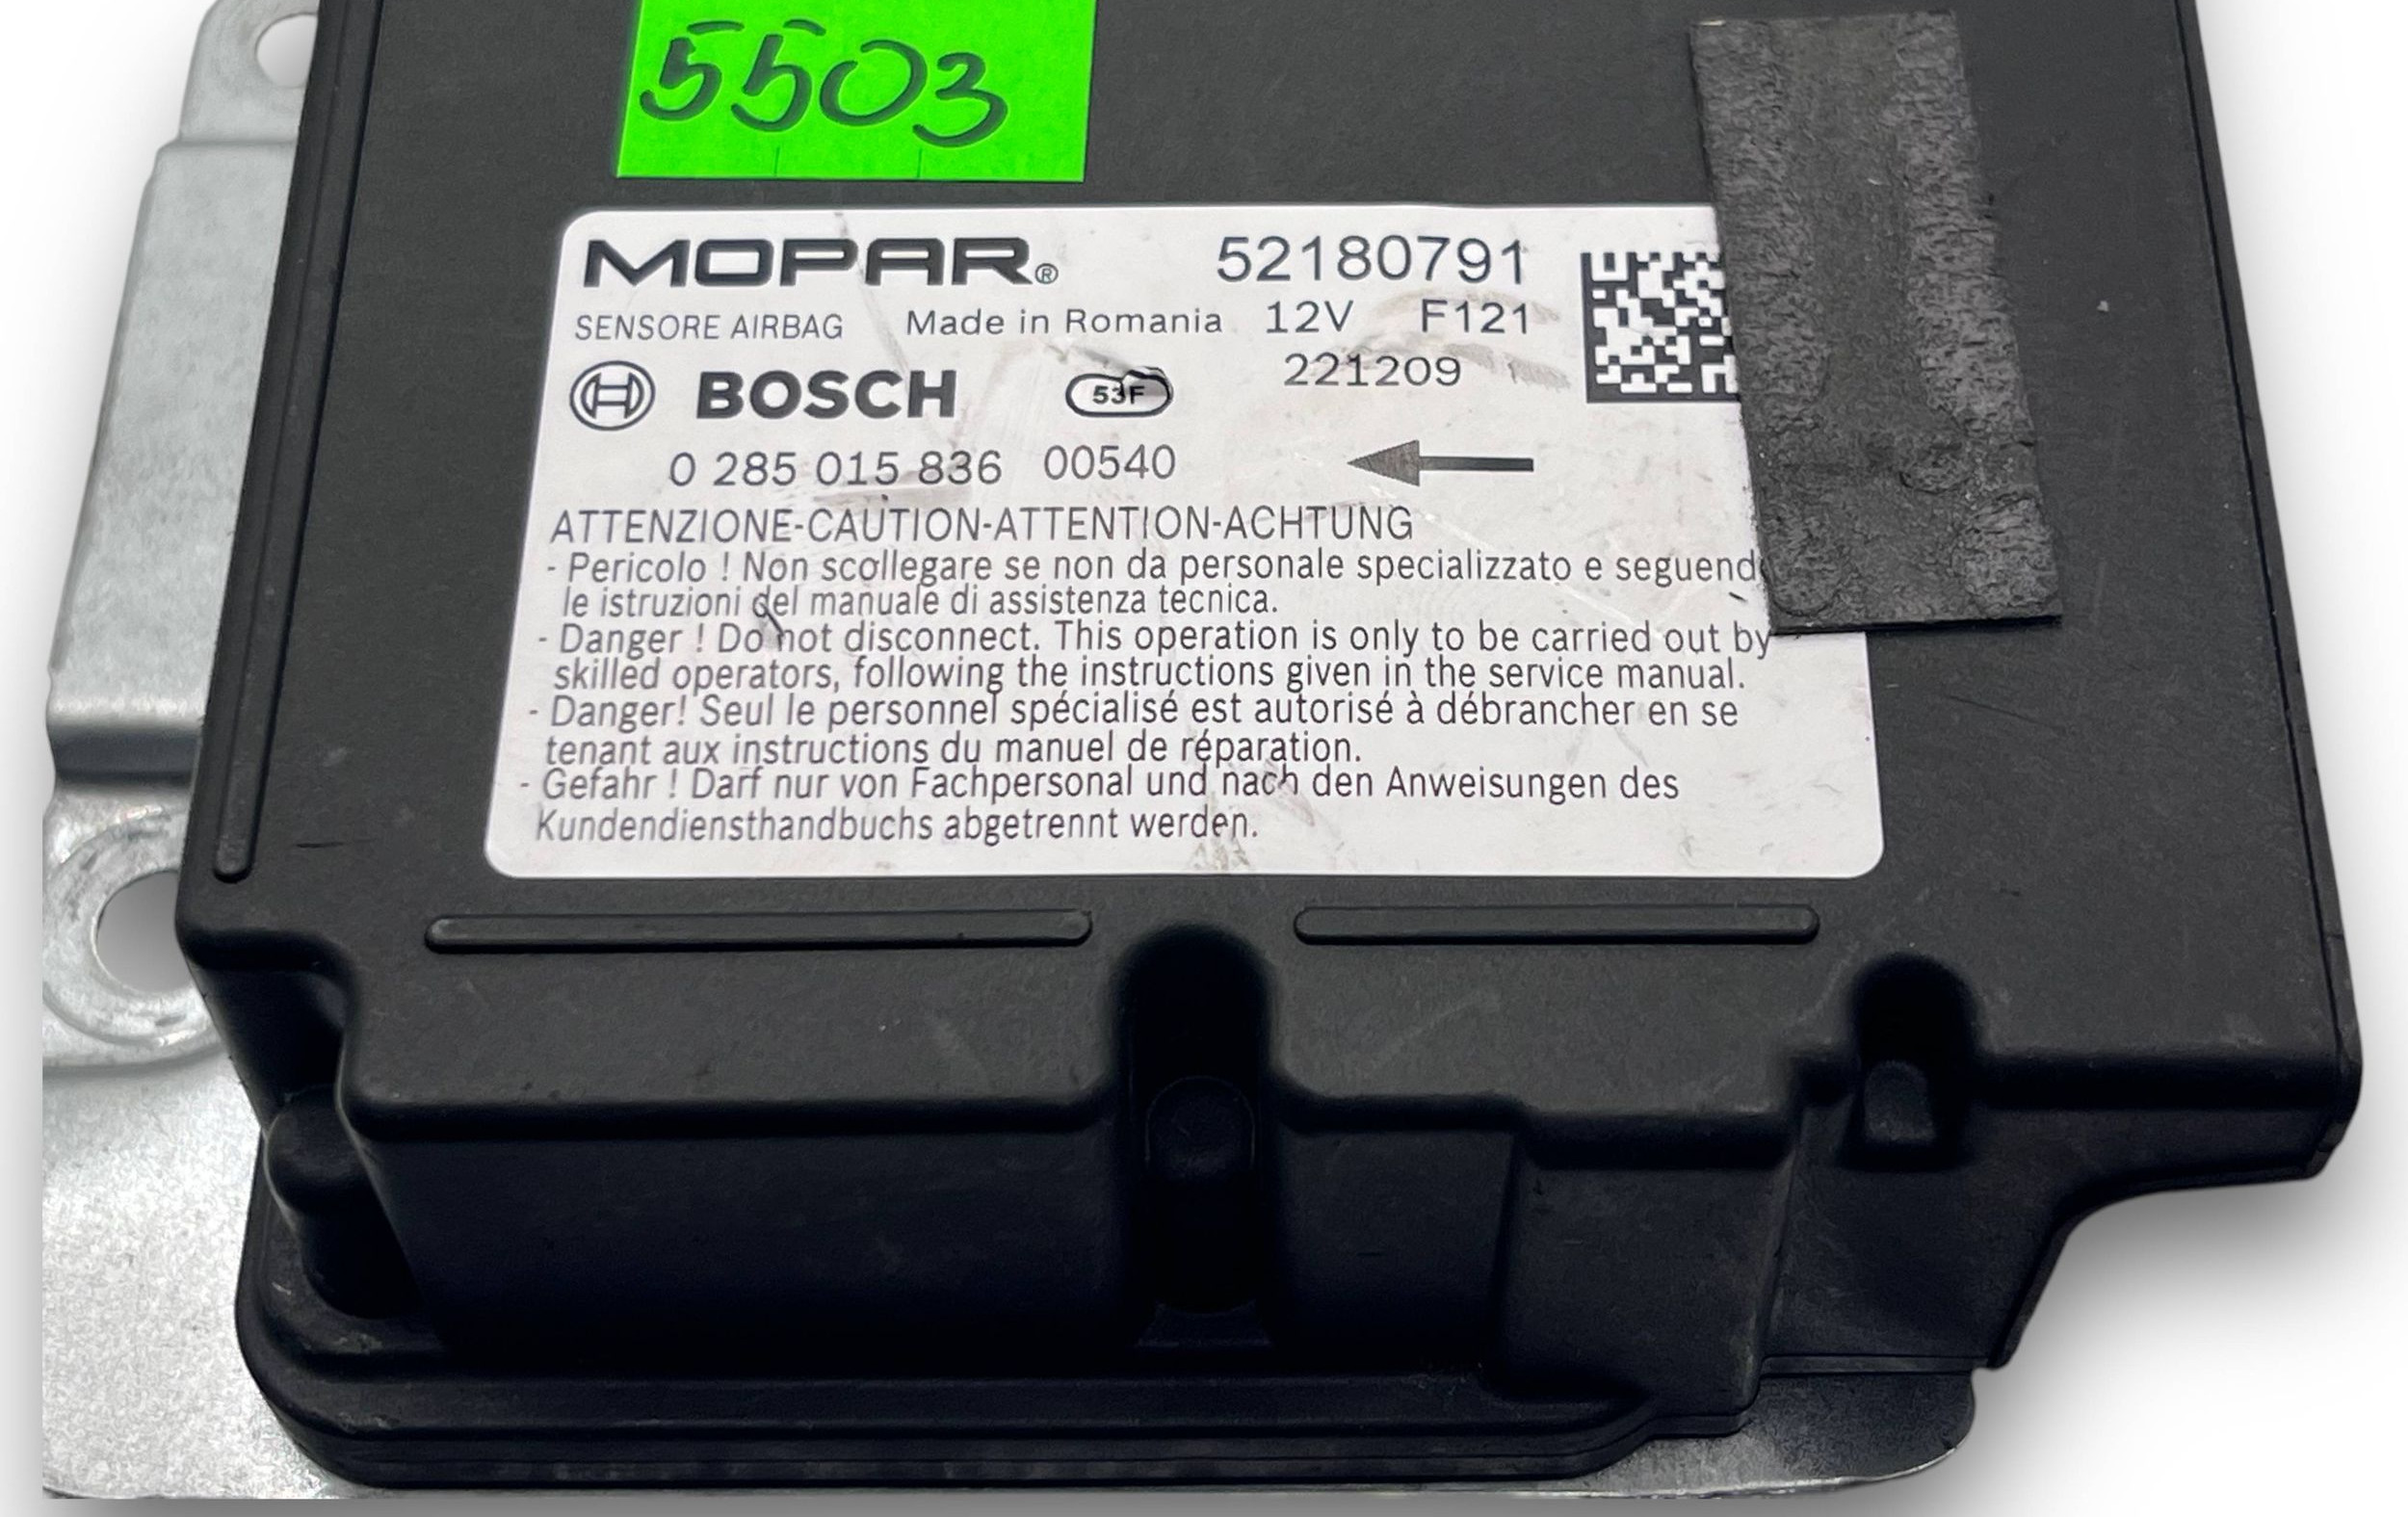 5503
MOPAR® 52180791
SENSORE AIRBAG Made in Romania 12V F121
BOSCH 53F 221209
0 285 015 836 00540
ATTENZIONE-CAUTION-ATTENTION-ACHTUNG
- Pericolo ! Non scollegare se non da personale specializzato e seguend
le istruzioni del manuale di assistenza tecnica.
- Danger ! Do not disconnect. This operation is only to be carried out by
skilled operators, following the instructions given in the service manual.
- Danger! Seul le personnel spécialisé est autorisé à débrancher en se
tenant aux instructions du manuel de réparation.
- Gefahr ! Darf nur von Fachpersonal und nach den Anweisungen des
Kundendiensthandbuchs abgetrennt werden.